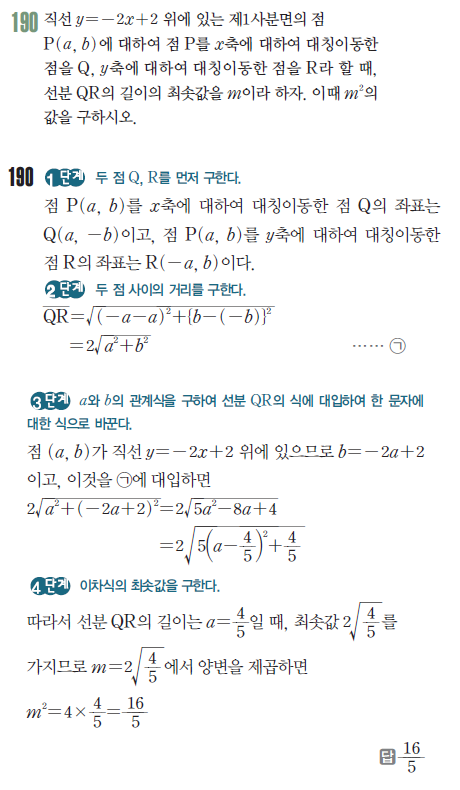 190 직선 y=-2x+2 위에 있는 제1사분면의 점
P(a, b)에 대하여 점 P를 x축에 대하여 대칭이동한
점을 Q, y축에 대하여 대칭이동한 점을 R라 할 때,
선분 QR의 길이의 최솟값을 m이라 하자. 이때 m²의
값을 구하시오.
190 1단계 두 점 Q, R를 먼저 구한다.
점 P(a, b)를 x축에 대하여 대칭이동한 점 Q의 좌표는
Q(a, -b)이고, 점 P(a, b)를 y축에 대하여 대칭이동한
점 R의 좌표는 R(-a, b)이다.
2단계 두 점 사이의 거리를 구한다.
QR=√((-a-a)²+{b-(-b)}²)
=2√(a²+b²) …… ㉠
3단계 a와 b의 관계식을 구하여 선분 QR의 식에 대입하여 한 문자에
대한 식으로 바꾼다.
점 (a, b)가 직선 y=-2x+2 위에 있으므로 b=-2a+2
이고, 이것을 ㉠에 대입하면
2√(a²+(-2a+2)²)=2√(5a²-8a+4)
=2√(5(a-4/5)²+4/5)
4단계 이차식의 최솟값을 구한다.
따라서 선분 QR의 길이는 a=4/5일 때, 최솟값 2√(4/5)를
가지므로 m=2√(4/5)에서 양변을 제곱하면
m²=4×4/5=16/5
답 16/5